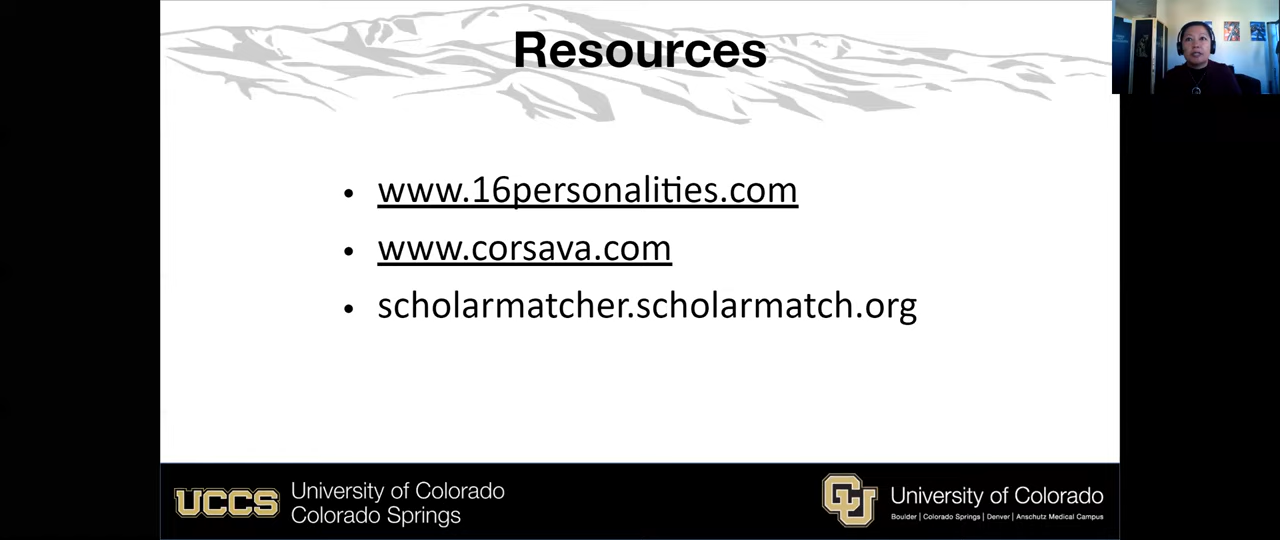 Resources
• www.16personalities.com
• www.corsava.com
• scholarmatcher.scholarmatch.org
UCCS
University of Colorado
Colorado Springs
CU
University of Colorado
Boulder | Colorado Springs | Denver | Anschutz Medical Campus